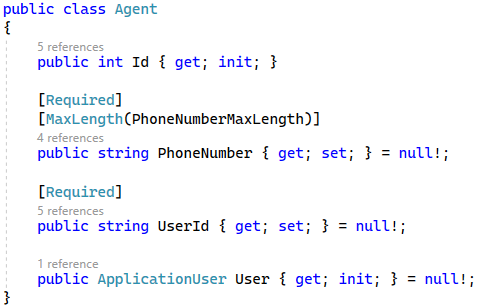 public class Agent
{
5 references
public int Id { get; init; }
[Required]
[MaxLength(PhoneNumberMaxLength)]
4 references
public string PhoneNumber { get; set; } = null!;
[Required]
5 references
public string UserId { get; set; } = null!;
1 reference
public ApplicationUser User { get; init; } = null!;
}